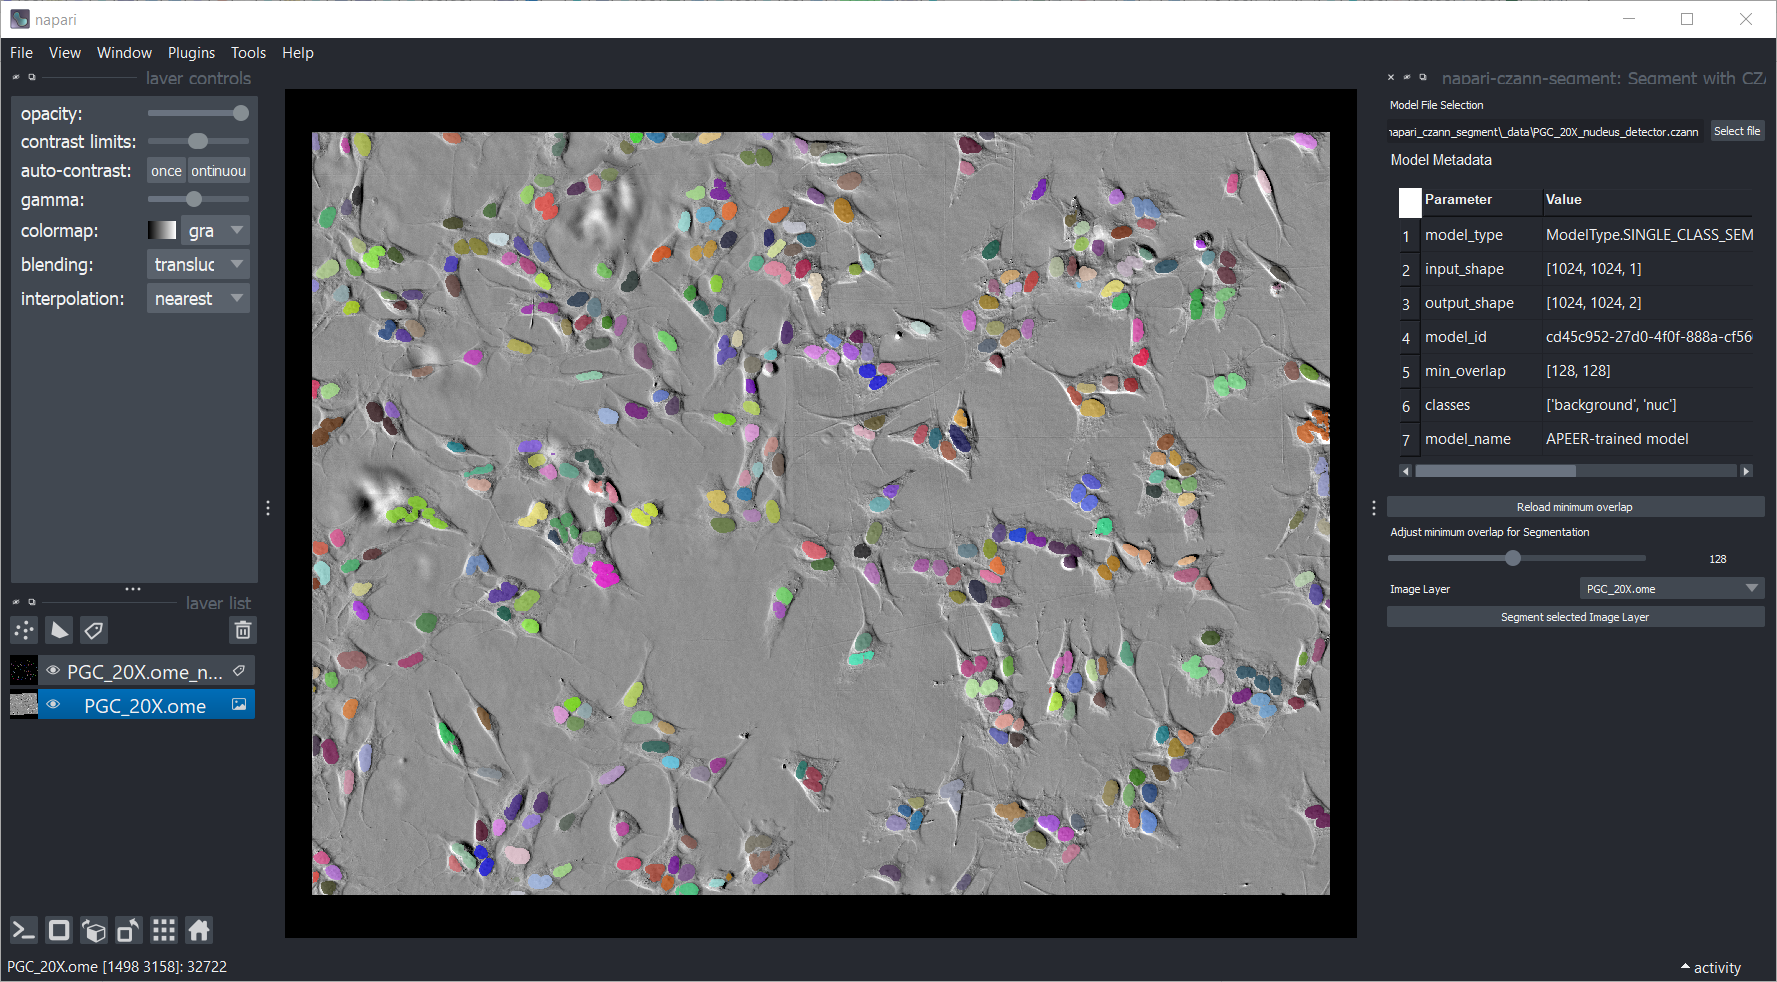 napari
File View Window Plugins Tools Help
layer controls
opacity:
contrast limits:
auto-contrast: once ontinuou
gamma:
colormap: gra
blending: transluc
interpolation: nearest
layer list
PGC_20X.ome_n...
PGC_20X.ome
PGC_20X.ome [1498 3158]: 32722
napari-czann-segment: Segment with CZA
Model File Selection
napari_czann_segment\_data\PGC_20X_nucleus_detector.czann Select file
Model Metadata
Parameter Value
1 model_type ModelType.SINGLE_CLASS_SEM
2 input_shape [1024, 1024, 1]
3 output_shape [1024, 1024, 2]
4 model_id cd45c952-27d0-4f0f-888a-cf56
5 min_overlap [128, 128]
6 classes ['background', 'nuc']
7 model_name APEER-trained model
Reload minimum overlap
Adjust minimum overlap for Segmentation
128
Image Layer PGC_20X.ome
Segment selected Image Layer
activity